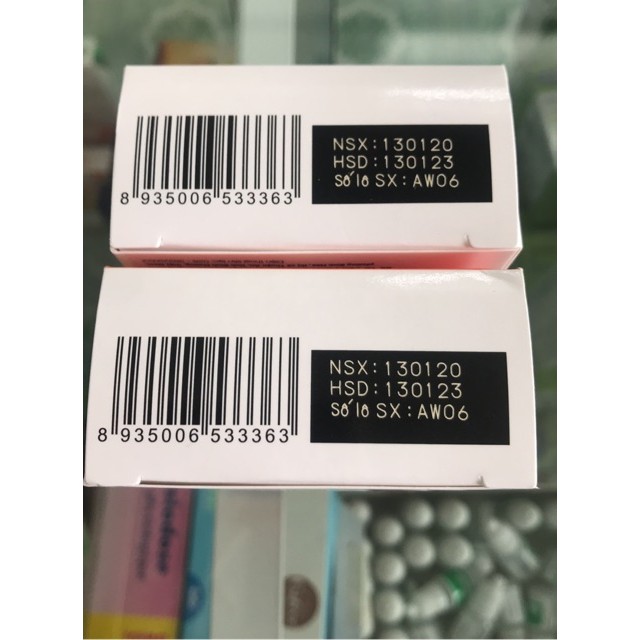 NSX: 130120
HSD: 130123
Số lô SX: AW06
8 935006 533363
NSX: 130120
HSD: 130123
Số lô SX: AW06
8 935006 533363